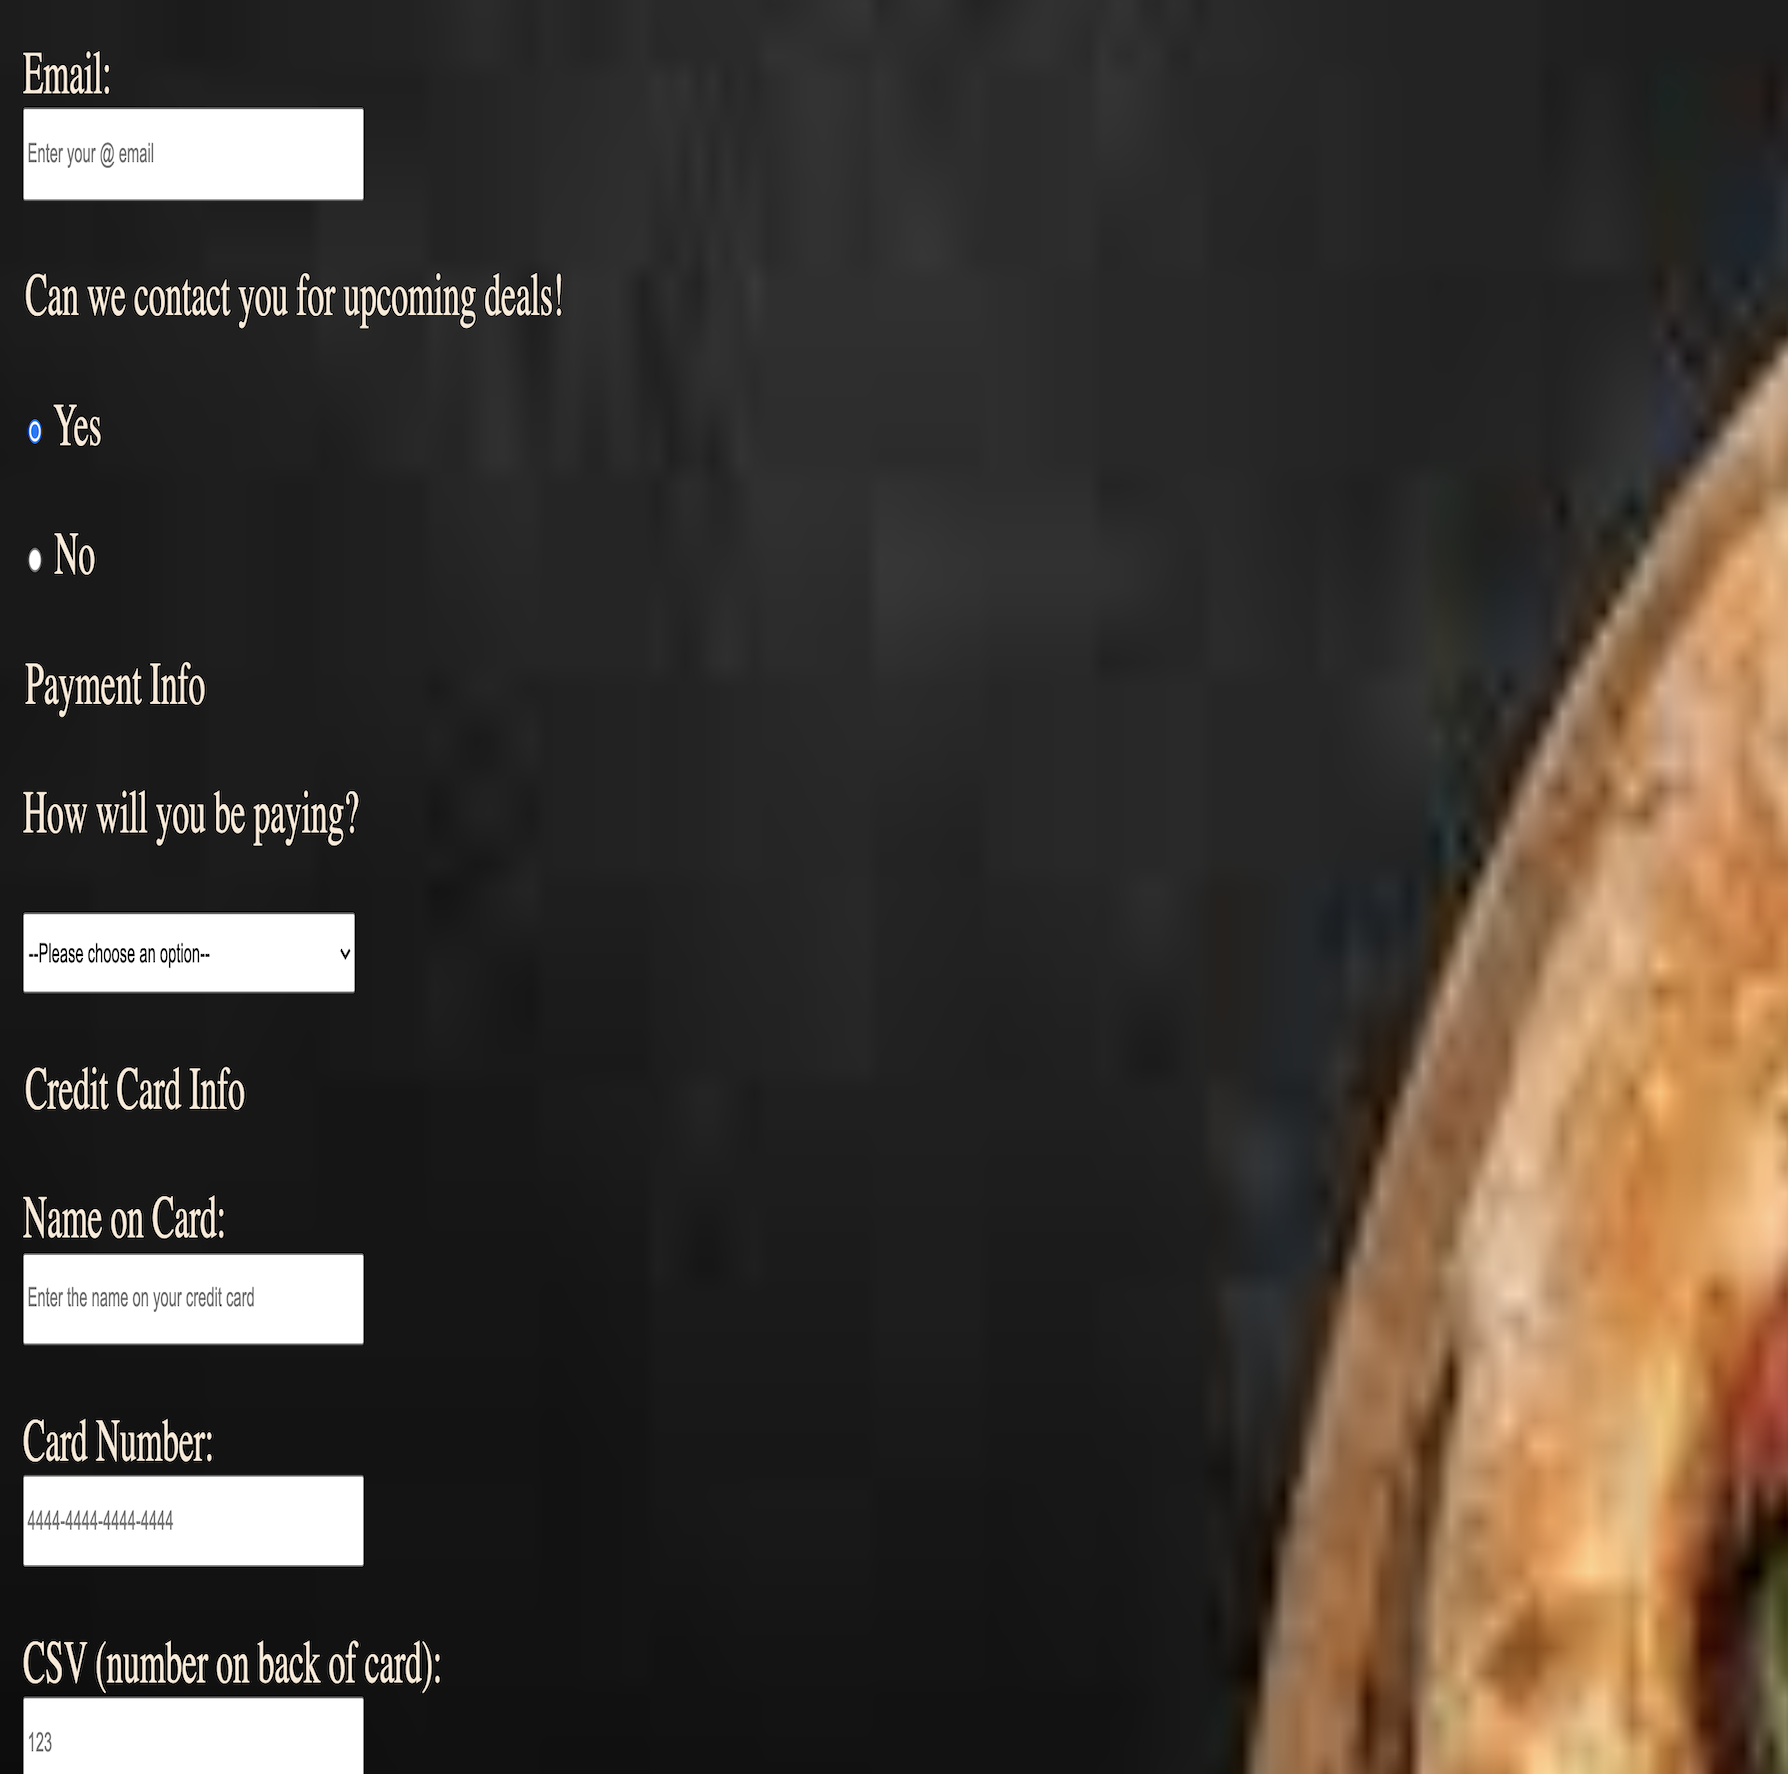 Email:
Enter your @ email
Can we contact you for upcoming deals!
Yes
No
Payment Info
How will you be paying?
--Please choose an option--
Credit Card Info
Name on Card:
Enter the name on your credit card
Card Number:
4444-4444-4444-4444
CSV (number on back of card):
123